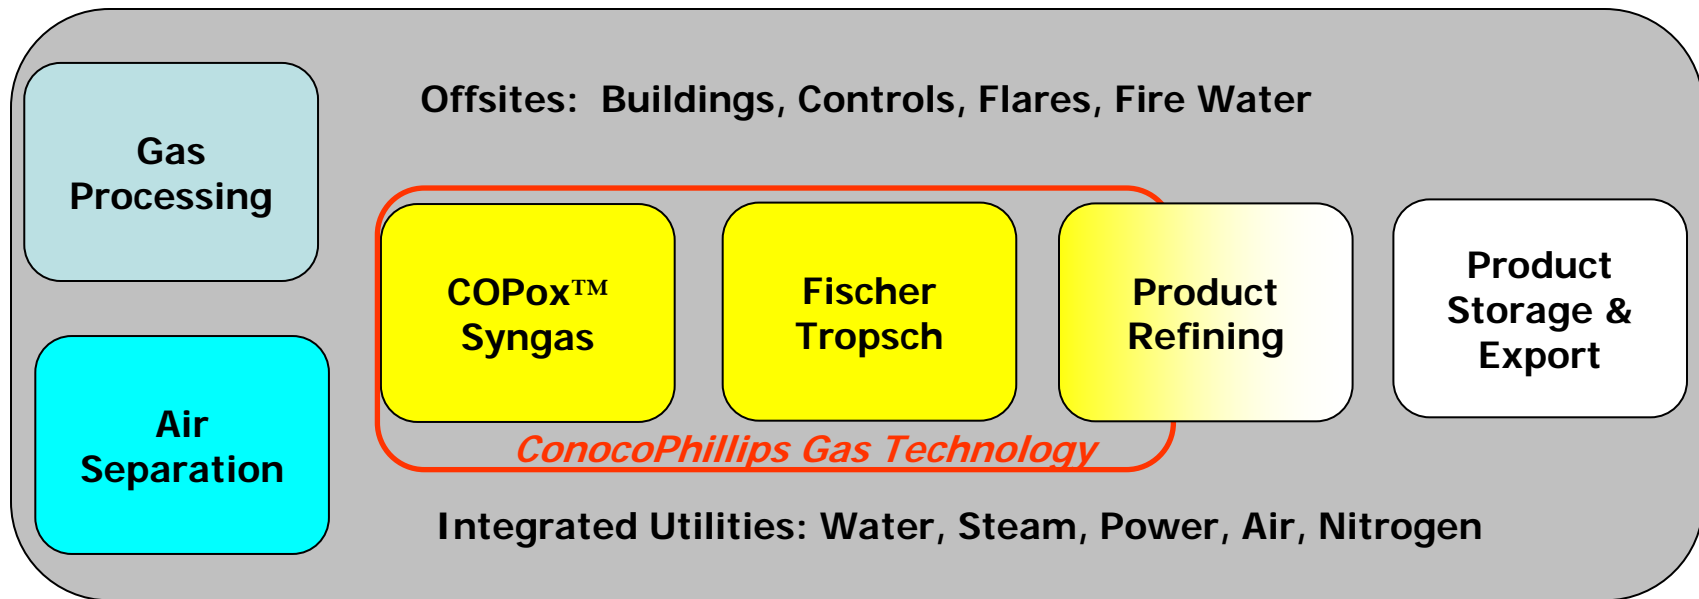 Offsites: Buildings, Controls, Flares, Fire Water
Gas
Processing
COPox™
Syngas
Fischer
Tropsch
Product
Refining
Product
Storage &
Export
Air
Separation
ConocoPhillips Gas Technology
Integrated Utilities: Water, Steam, Power, Air, Nitrogen